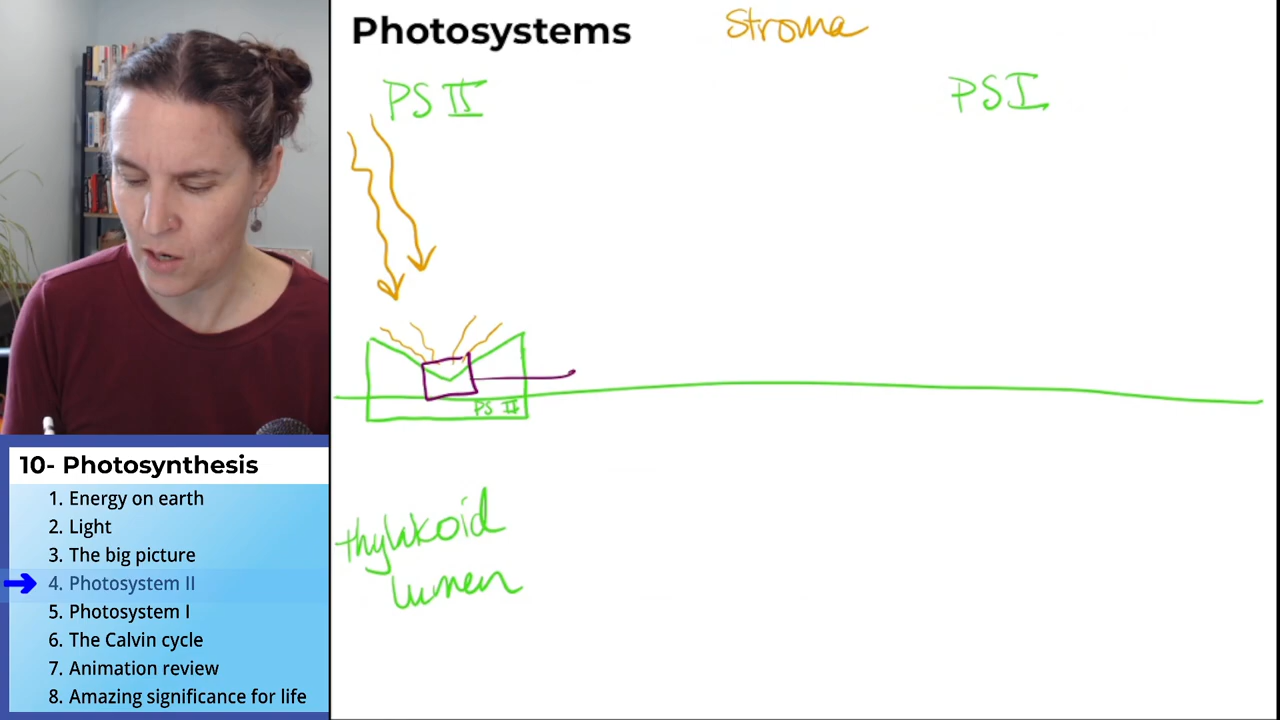 Photosystems
Stroma
PS II
PS I
PS II
thylakoid
lumen
10- Photosynthesis
1. Energy on earth
2. Light
3. The big picture
4. Photosystem II
5. Photosystem I
6. The Calvin cycle
7. Animation review
8. Amazing significance for life